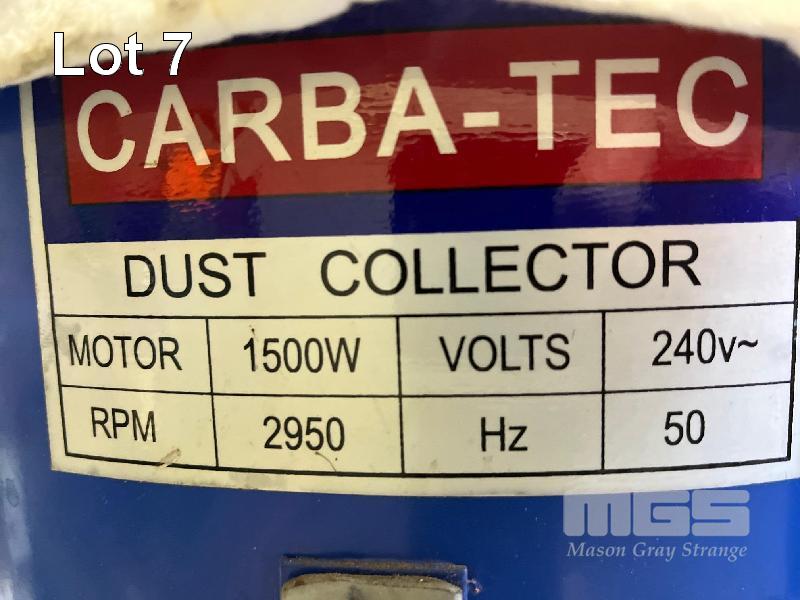 Lot 7
CARBA-TEC
DUST COLLECTOR
MOTOR 1500W VOLTS 240v~
RPM 2950 Hz 50
MGS
Mason Gray Strange